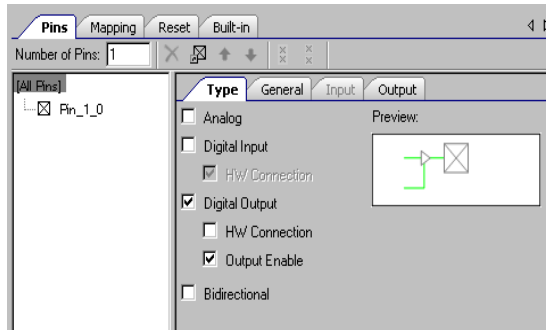 Pins Mapping Reset Built-in
Number of Pins: 1
[All Pins]
Pin_1_0
Type General Input Output
Analog
Preview:
Digital Input
HW Connection
Digital Output
HW Connection
Output Enable
Bidirectional